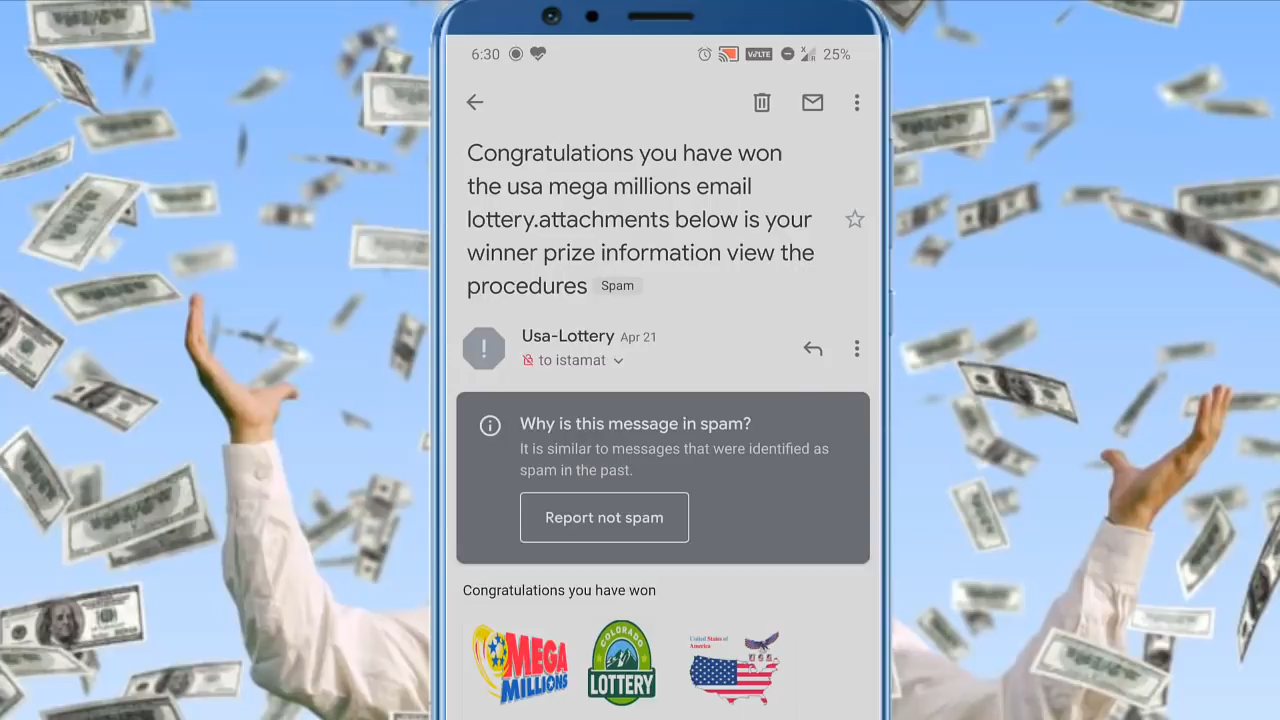 6:30
VoLTE
X
R
25%
Congratulations you have won
the usa mega millions email
lottery.attachments below is your
winner prize information view the
procedures Spam
Usa-Lottery Apr 21
to istamat
Why is this message in spam?
It is similar to messages that were identified as
spam in the past.
Report not spam
Congratulations you have won
MEGA
MILLIONS
COLORADO
LOTTERY
United States of
America
USA